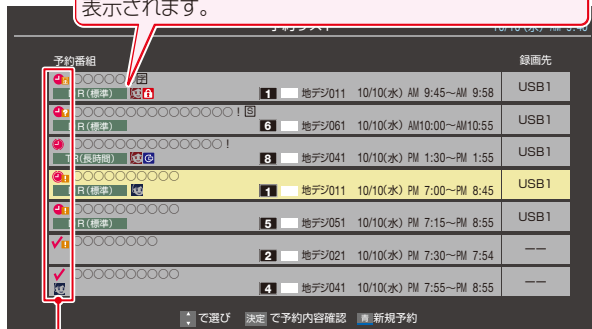 表示されます。
予約リスト 10/10(水) AM 9:40
予約番組 録画先
○○○○○○字
R(標準) 1 地デジ011 10/10(水) AM 9:45〜AM 9:58 USB1
○○○○○○○○○○○○○○○!S
R(標準) 6 地デジ061 10/10(水) AM10:00〜AM10:55 USB1
○○○○○○○○○○○○○○!
R(長時間) 8 地デジ041 10/10(水) PM 1:30〜PM 1:55 USB1
○○○○○○○○○○
R(標準) 1 地デジ011 10/10(水) PM 7:00〜PM 8:45 USB1
○○○○○○○○○○
R(標準) 5 地デジ051 10/10(水) PM 7:15〜PM 8:55 USB1
○○○○○○○○
2 地デジ021 10/10(水) PM 7:30〜PM 7:54 ーー
○○○○○○○○○○
4 地デジ041 10/10(水) PM 7:55〜PM 8:55 ーー
で選び 決定 で予約内容確認 青 新規予約